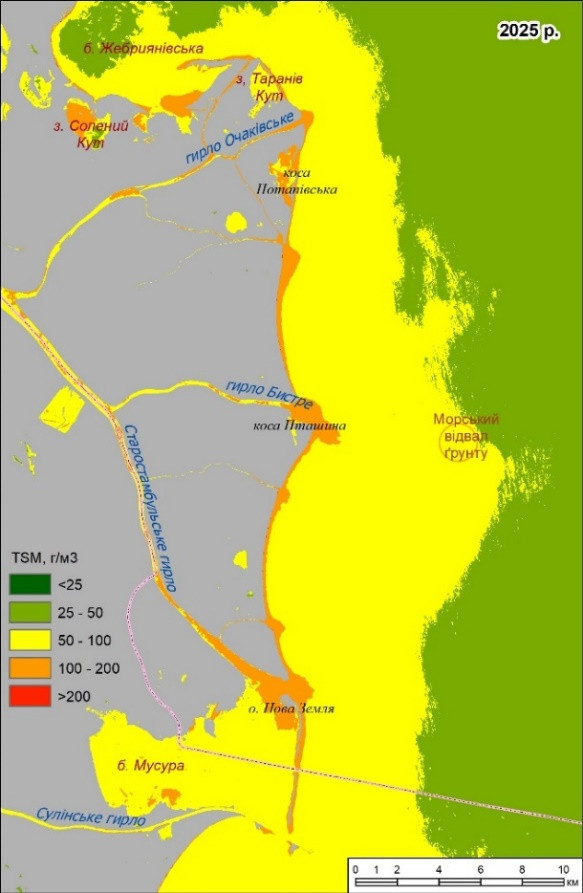 2025 р.
б. Жебриянівська
з, Таранів
Кут
з. Солений
Кут
гирло Очаківське
коса
Потапівська
гирло Бистре
коса Пташина
Морський
відвал
ґрунту
Старостамбульське гирло
TSM, г/м3
<25
25 - 50
50 - 100
100 - 200
>200
о. Нова Земля
б. Мусура
Сулінське гирло
0 1 2 4 6 8 10
км